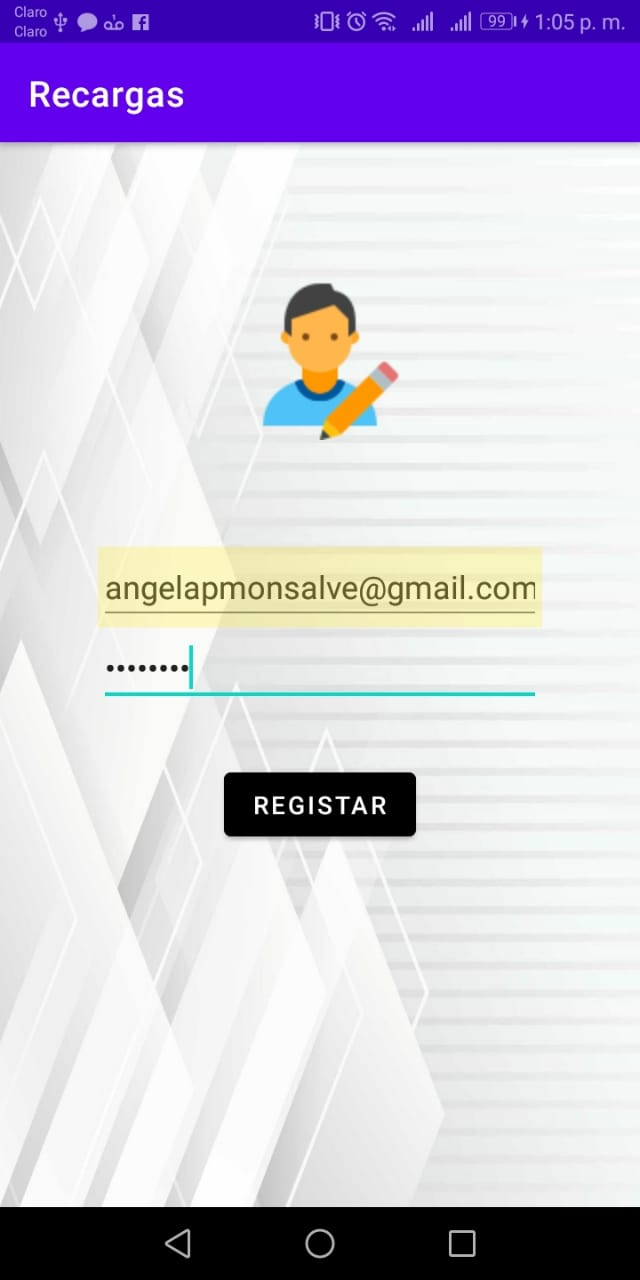 Claro
Claro
99 1:05 p. m.
Recargas
angelapmonsalve@gmail.com
••••••••
REGISTAR